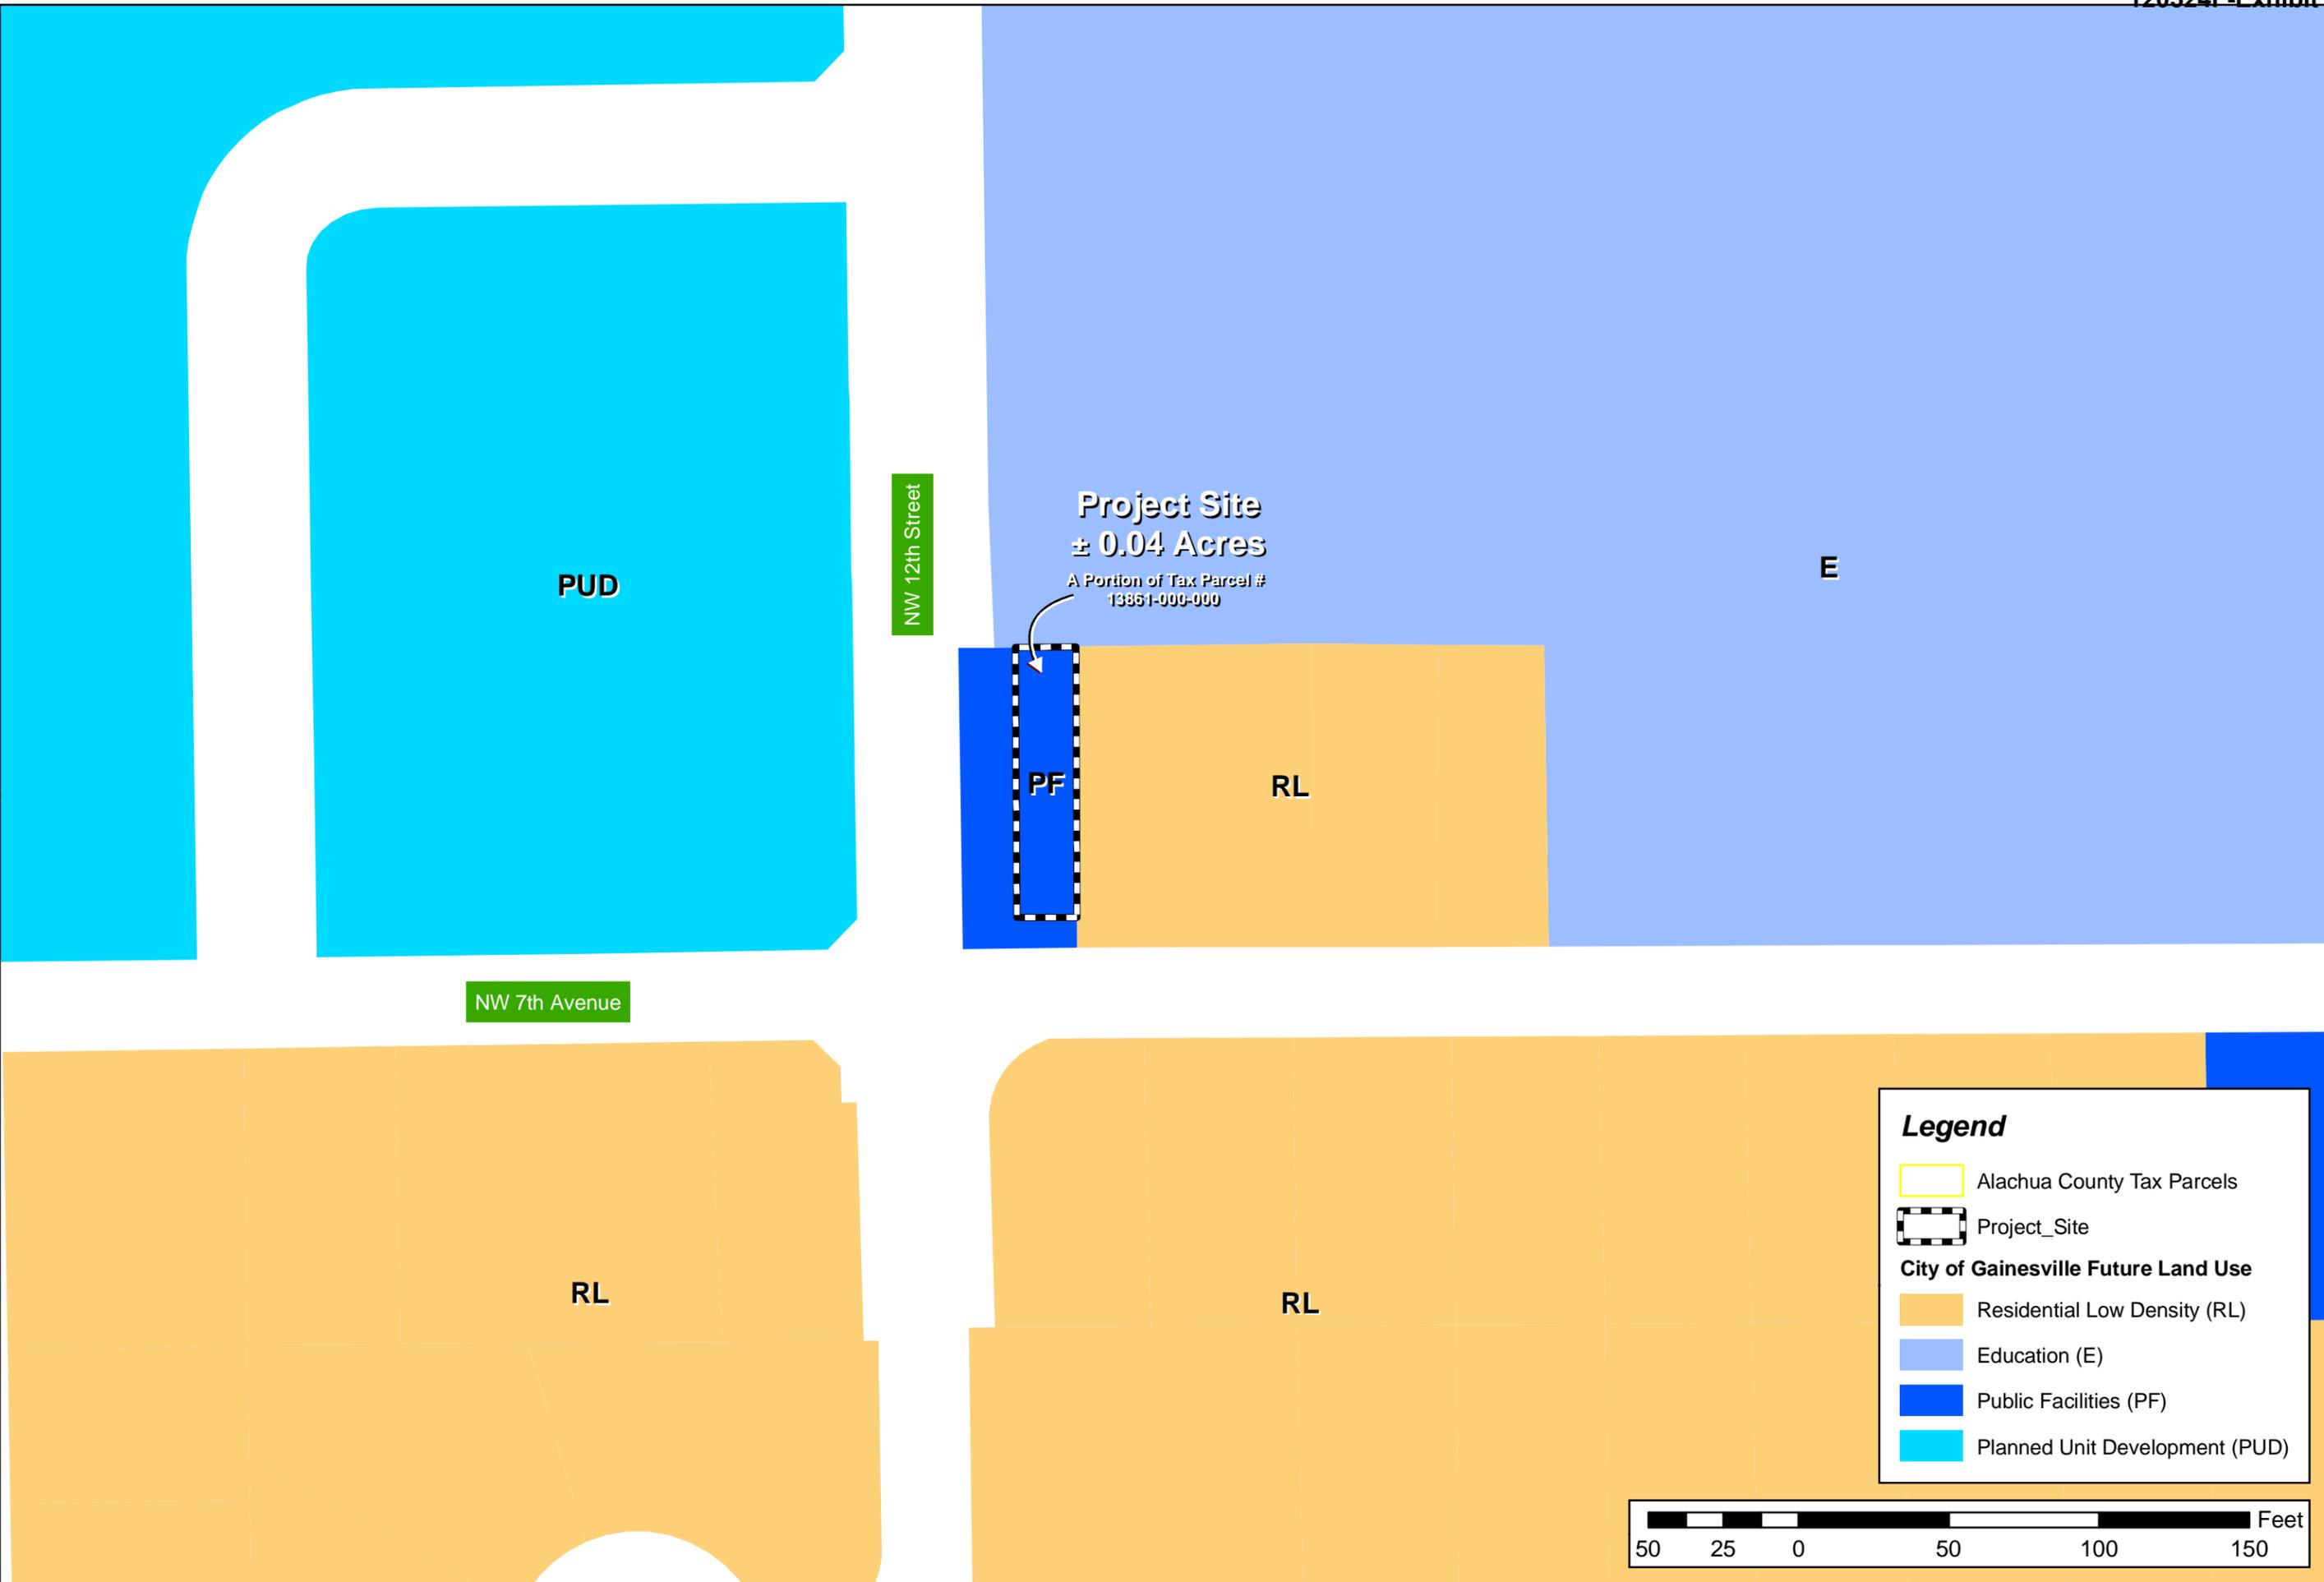 NW 12th Street
Project Site
± 0.04 Acres
A Portion of Tax Parcel #
13861-000-000
PUD
E
PF
RL
NW 7th Avenue
RL
RL
Legend
Alachua County Tax Parcels
Project_Site
City of Gainesville Future Land Use
Residential Low Density (RL)
Education (E)
Public Facilities (PF)
Planned Unit Development (PUD)
Feet
50 25 0 50 100 150